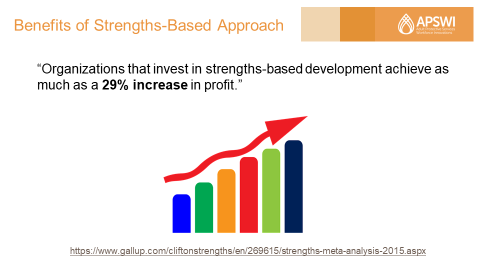 Benefits of Strengths-Based Approach
APSWI
“Organizations that invest in strengths-based development achieve as
much as a 29% increase in profit.”
https://www.gallup.com/cliftonstrengths/en/269615/strengths-meta-analysis-2015.aspx